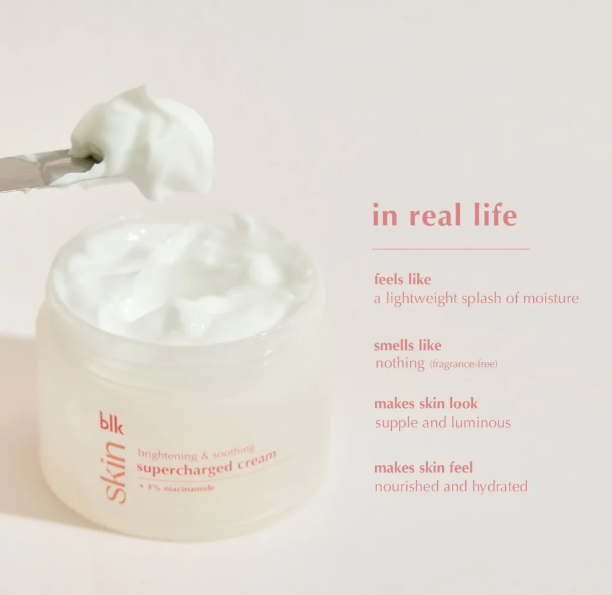 in real life
feels like
a lightweight splash of moisture
smells like
nothing (fragrance-free)
makes skin look
supple and luminous
makes skin feel
nourished and hydrated
blk
skin
brightening & soothing
supercharged cream
+ 3% niacinamide